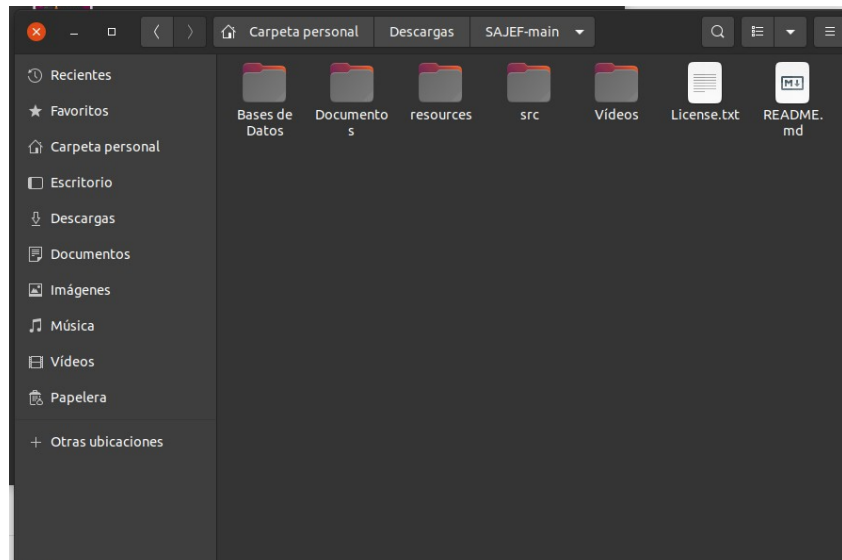 Carpeta personal Descargas SAJEF-main
Recientes
Favoritos
Carpeta personal
Escritorio
Descargas
Documentos
Imágenes
Música
Vídeos
Papelera
Otras ubicaciones
Bases de
Datos
Documento
s
resources
src
Vídeos
License.txt
README.
md